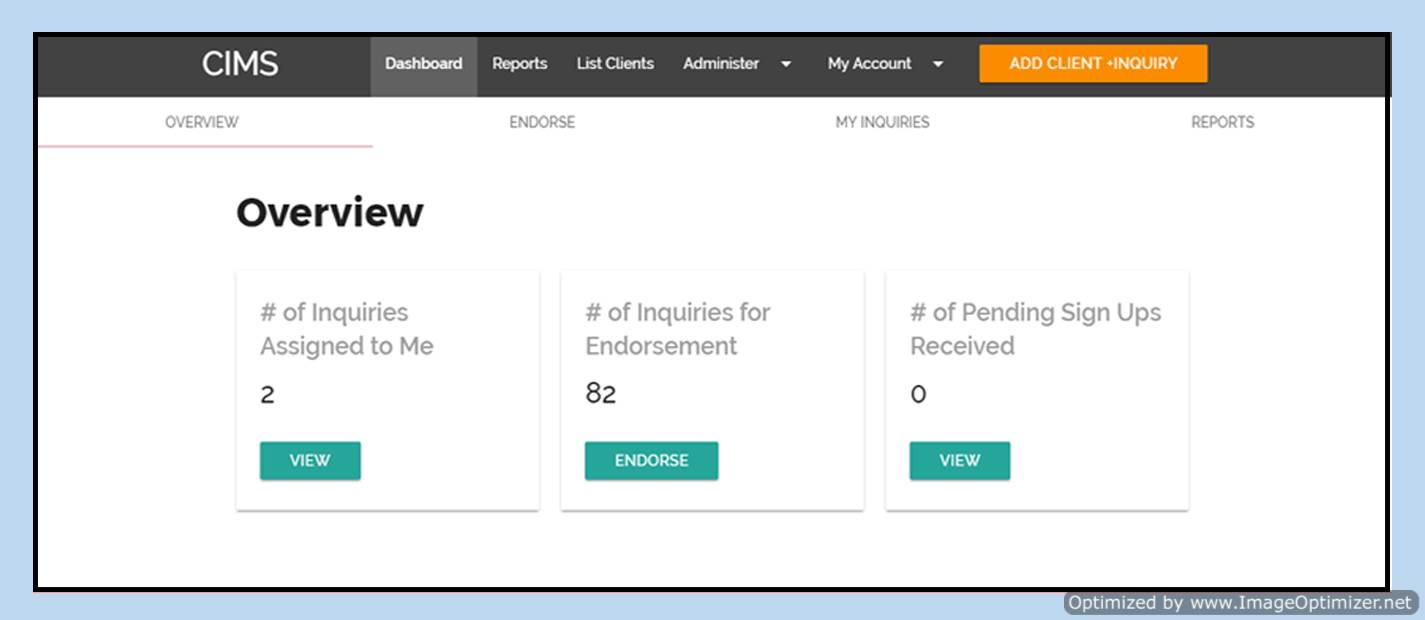 CIMS Dashboard Reports List Clients Administer My Account ADD CLIENT +INQUIRY
OVERVIEW ENDORSE MY INQUIRIES REPORTS
Overview
# of Inquiries
Assigned to Me
2
VIEW
# of Inquiries for
Endorsement
82
ENDORSE
# of Pending Sign Ups
Received
0
VIEW
Optimized by www.ImageOptimizer.net